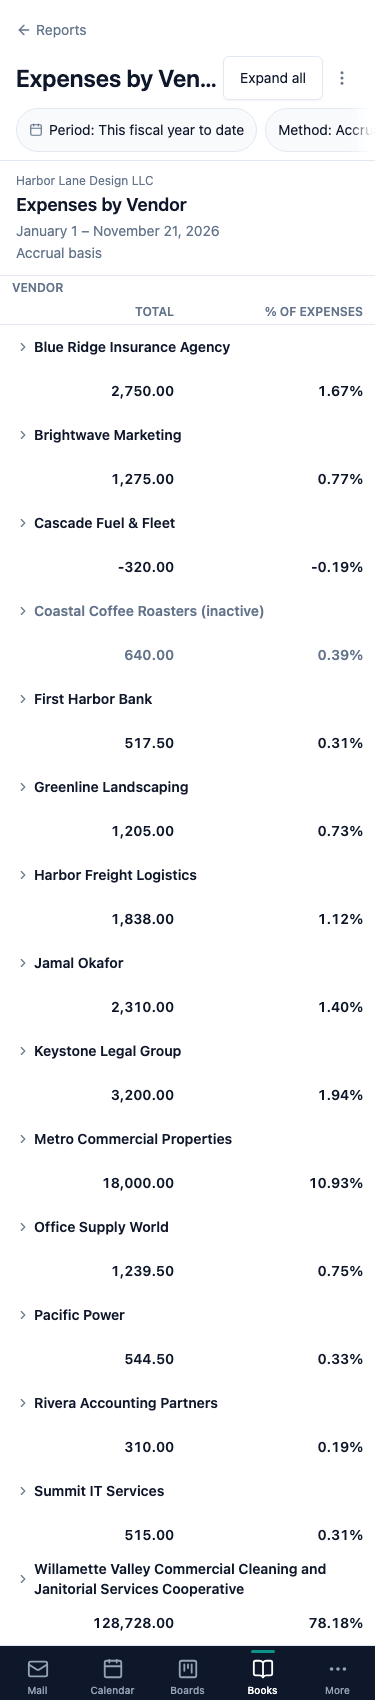 Reports
Expenses by Ven...
Expand all
Period: This fiscal year to date
Method: Accru
Harbor Lane Design LLC
Expenses by Vendor
January 1 – November 21, 2026
Accrual basis
VENDOR
TOTAL % OF EXPENSES
Blue Ridge Insurance Agency
2,750.00 1.67%
Brightwave Marketing
1,275.00 0.77%
Cascade Fuel & Fleet
-320.00 -0.19%
Coastal Coffee Roasters (inactive)
640.00 0.39%
First Harbor Bank
517.50 0.31%
Greenline Landscaping
1,205.00 0.73%
Harbor Freight Logistics
1,838.00 1.12%
Jamal Okafor
2,310.00 1.40%
Keystone Legal Group
3,200.00 1.94%
Metro Commercial Properties
18,000.00 10.93%
Office Supply World
1,239.50 0.75%
Pacific Power
544.50 0.33%
Rivera Accounting Partners
310.00 0.19%
Summit IT Services
515.00 0.31%
Willamette Valley Commercial Cleaning and
Janitorial Services Cooperative
128,728.00 78.18%
Mail Calendar Boards Books More